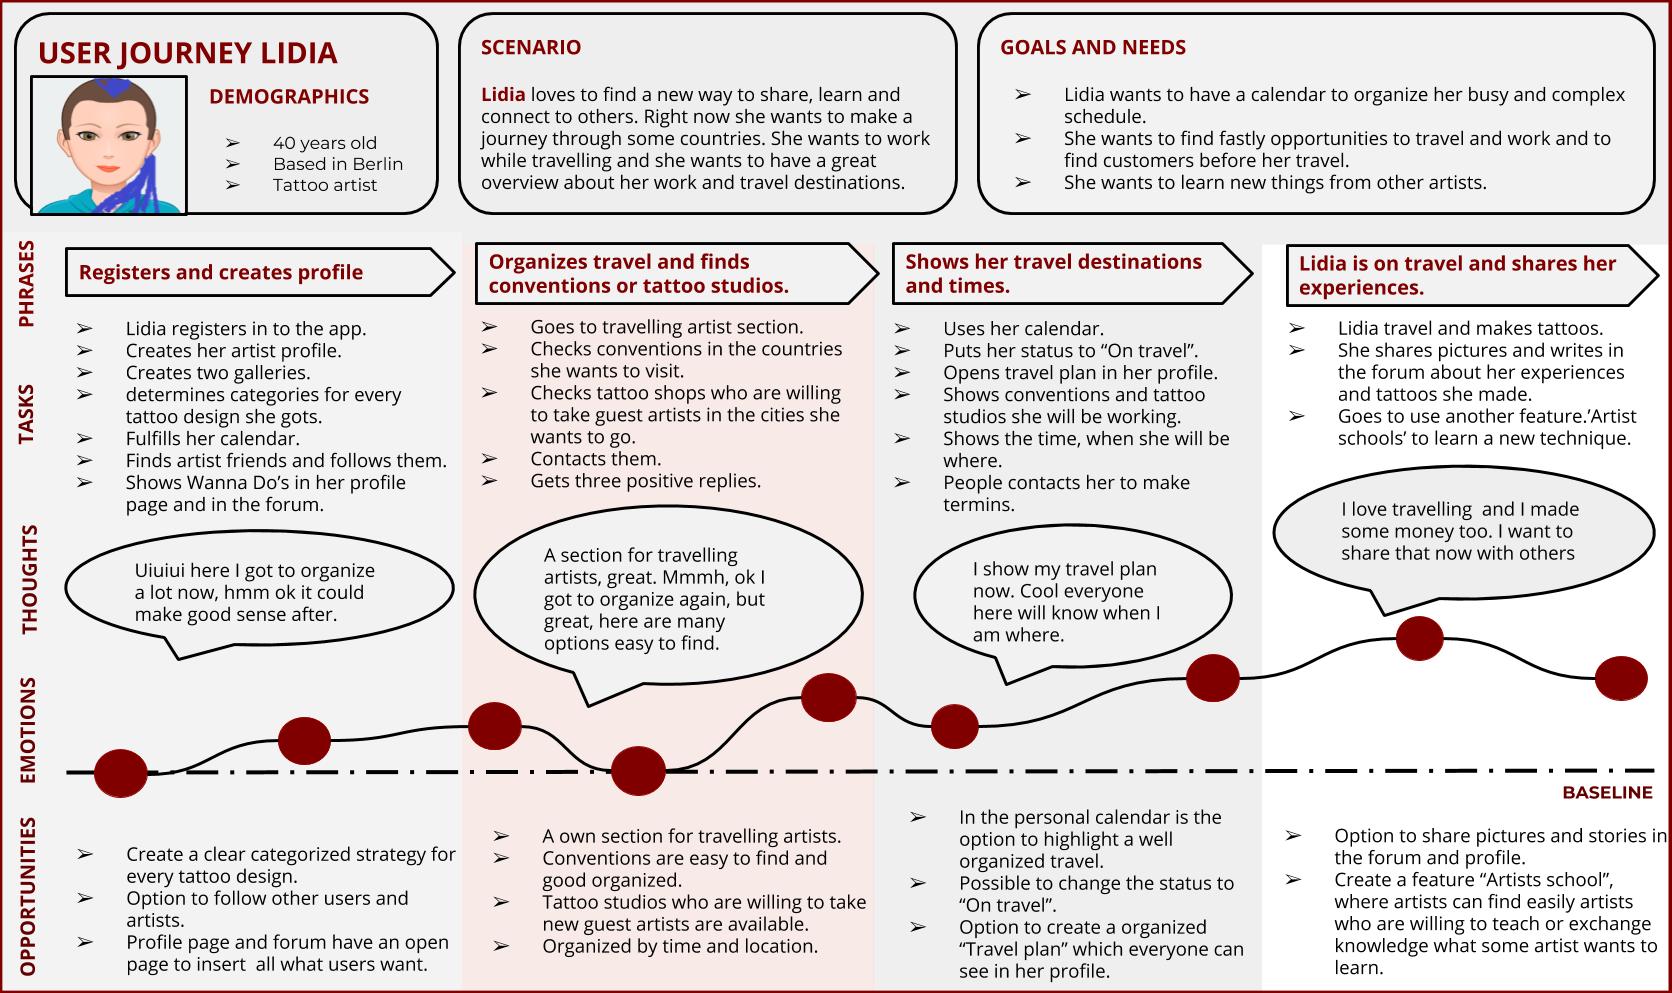 USER JOURNEY LIDIA
DEMOGRAPHICS
➢ 40 years old
➢ Based in Berlin
➢ Tattoo artist
SCENARIO
Lidia loves to find a new way to share, learn and
connect to others. Right now she wants to make a
journey through some countries. She wants to work
while travelling and she wants to have a great
overview about her work and travel destinations.
GOALS AND NEEDS
➢ Lidia wants to have a calendar to organize her busy and complex
schedule.
➢ She wants to find fastly opportunities to travel and work and to
find customers before her travel.
➢ She wants to learn new things from other artists.
PHRASES
Registers and creates profile
Organizes travel and finds
conventions or tattoo studios.
Shows her travel destinations
and times.
Lidia is on travel and shares her
experiences.
TASKS
➢ Lidia registers in to the app.
➢ Creates her artist profile.
➢ Creates two galleries.
➢ determines categories for every
tattoo design she gots.
➢ Fulfills her calendar.
➢ Finds artist friends and follows them.
➢ Shows Wanna Do’s in her profile
page and in the forum.
➢ Goes to travelling artist section.
➢ Checks conventions in the countries
she wants to visit.
➢ Checks tattoo shops who are willing
to take guest artists in the cities she
wants to go.
➢ Contacts them.
➢ Gets three positive replies.
➢ Uses her calendar.
➢ Puts her status to “On travel”.
➢ Opens travel plan in her profile.
➢ Shows conventions and tattoo
studios she will be working.
➢ Shows the time, when she will be
where.
➢ People contacts her to make
termins.
➢ Lidia travel and makes tattoos.
➢ She shares pictures and writes in
the forum about her experiences
and tattoos she made.
➢ Goes to use another feature.’Artist
schools’ to learn a new technique.
THOUGHTS
Uiuiui here I got to organize
a lot now, hmm ok it could
make good sense after.
A section for travelling
artists, great. Mmmh, ok I
got to organize again, but
great, here are many
options easy to find.
I show my travel plan
now. Cool everyone
here will know when I
am where.
I love travelling  and I made
some money too. I want to
share that now with others
EMOTIONS
BASELINE
OPPORTUNITIES
➢ Create a clear categorized strategy for
every tattoo design.
➢ Option to follow other users and
artists.
➢ Profile page and forum have an open
page to insert  all what users want.
➢ A own section for travelling artists.
➢ Conventions are easy to find and
good organized.
➢ Tattoo studios who are willing to take
new guest artists are available.
➢ Organized by time and location.
➢ In the personal calendar is the
option to highlight a well
organized travel.
➢ Possible to change the status to
“On travel”.
➢ Option to create a organized
“Travel plan” which everyone can
see in her profile.
➢ Option to share pictures and stories in
the forum and profile.
➢ Create a feature “Artists school”,
where artists can find easily artists
who are willing to teach or exchange
knowledge what some artist wants to
learn.